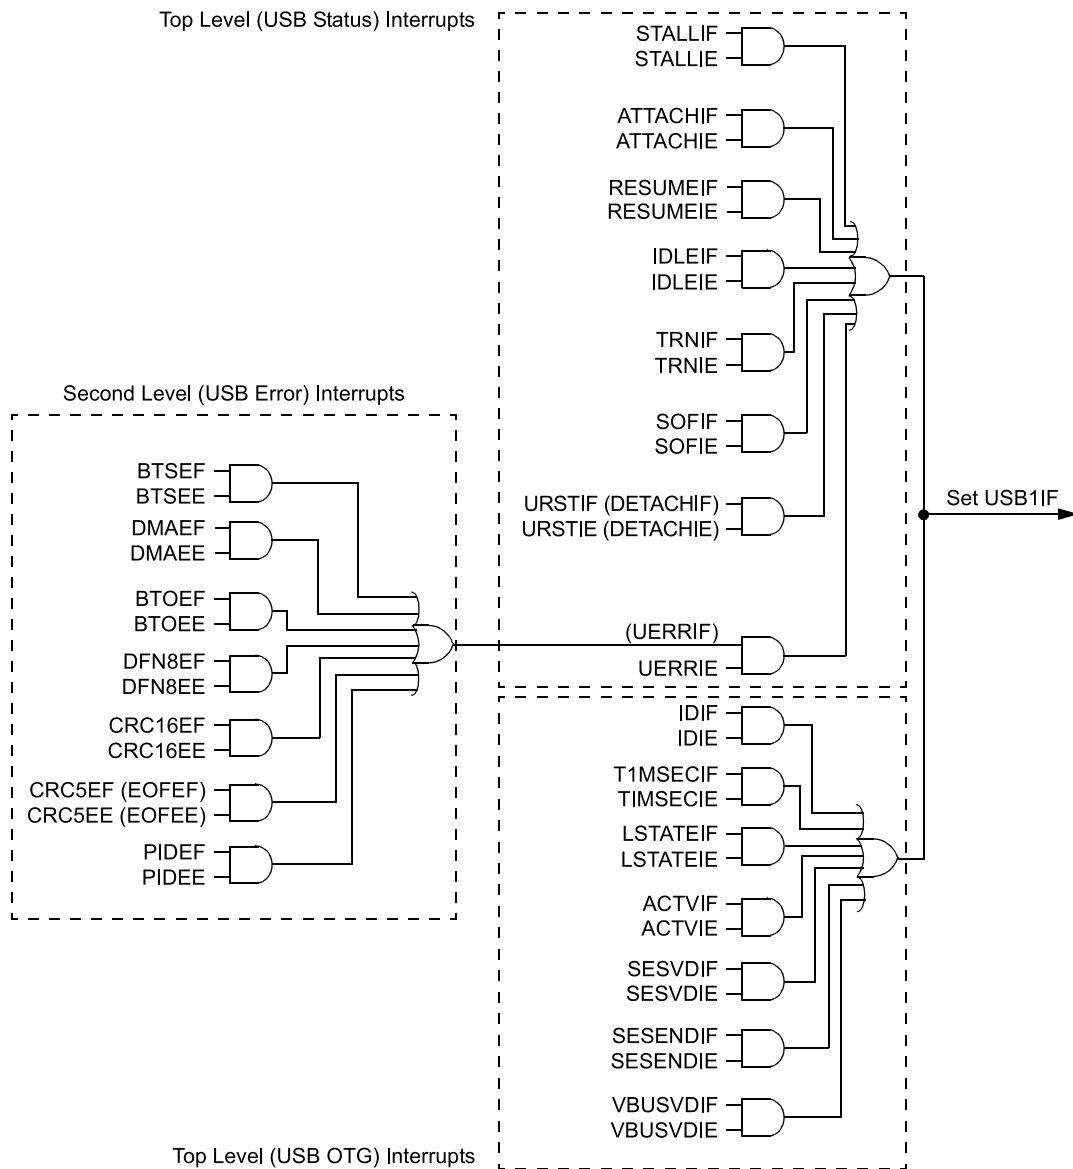 Top Level (USB Status) Interrupts
STALLIF
STALLIE
ATTACHIF
ATTACHIE
RESUMEIF
RESUMEIE
IDLEIF
IDLEIE
TRNIF
TRNIE
SOFIF
SOFIE
URSTIF (DETACHIF)
URSTIE (DETACHIE)
(UERRIF)
UERRIE
Set USB1IF
Second Level (USB Error) Interrupts
BTSEF
BTSEE
DMAEF
DMAEE
BTOEF
BTOEE
DFN8EF
DFN8EE
CRC16EF
CRC16EE
CRC5EF (EOFEF)
CRC5EE (EOFEE)
PIDEF
PIDEE
IDIF
IDIE
T1MSECIF
TIMSECIE
LSTATEIF
LSTATEIE
ACTVIF
ACTVIE
SESVDIF
SESVDIE
SESENDIF
SESENDIE
VBUSVDIF
VBUSVDIE
Top Level (USB OTG) Interrupts